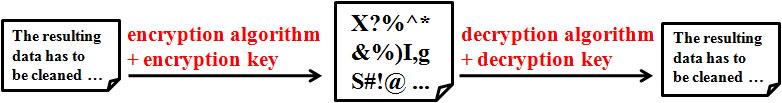 The resulting
data has to
be cleaned ...
encryption algorithm
+ encryption key
X?%^*
&%)I,g
S#!@ ...
decryption algorithm
+ decryption key
The resulting
data has to
be cleaned ...